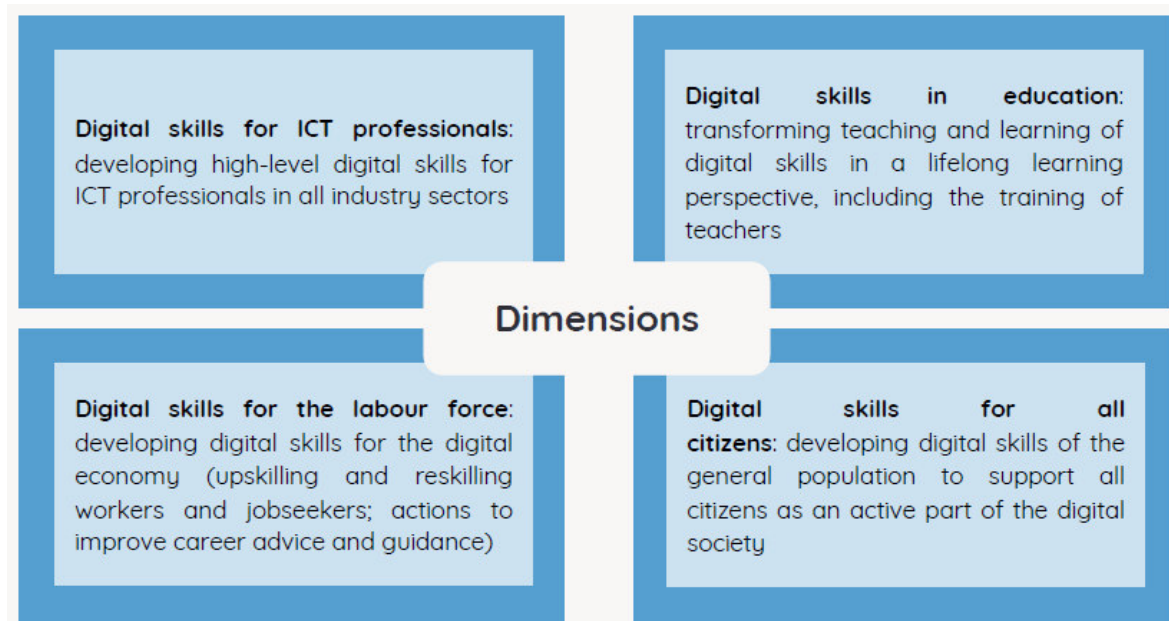 Digital skills for ICT professionals:
developing high-level digital skills for
ICT professionals in all industry sectors
Digital skills in education:
transforming teaching and learning of
digital skills in a lifelong learning
perspective, including the training of
teachers
Dimensions
Digital skills for the labour force:
developing digital skills for the digital
economy (upskilling and reskilling
workers and jobseekers; actions to
improve career advice and guidance)
Digital skills for all
citizens: developing digital skills of the
general population to support all
citizens as an active part of the digital
society